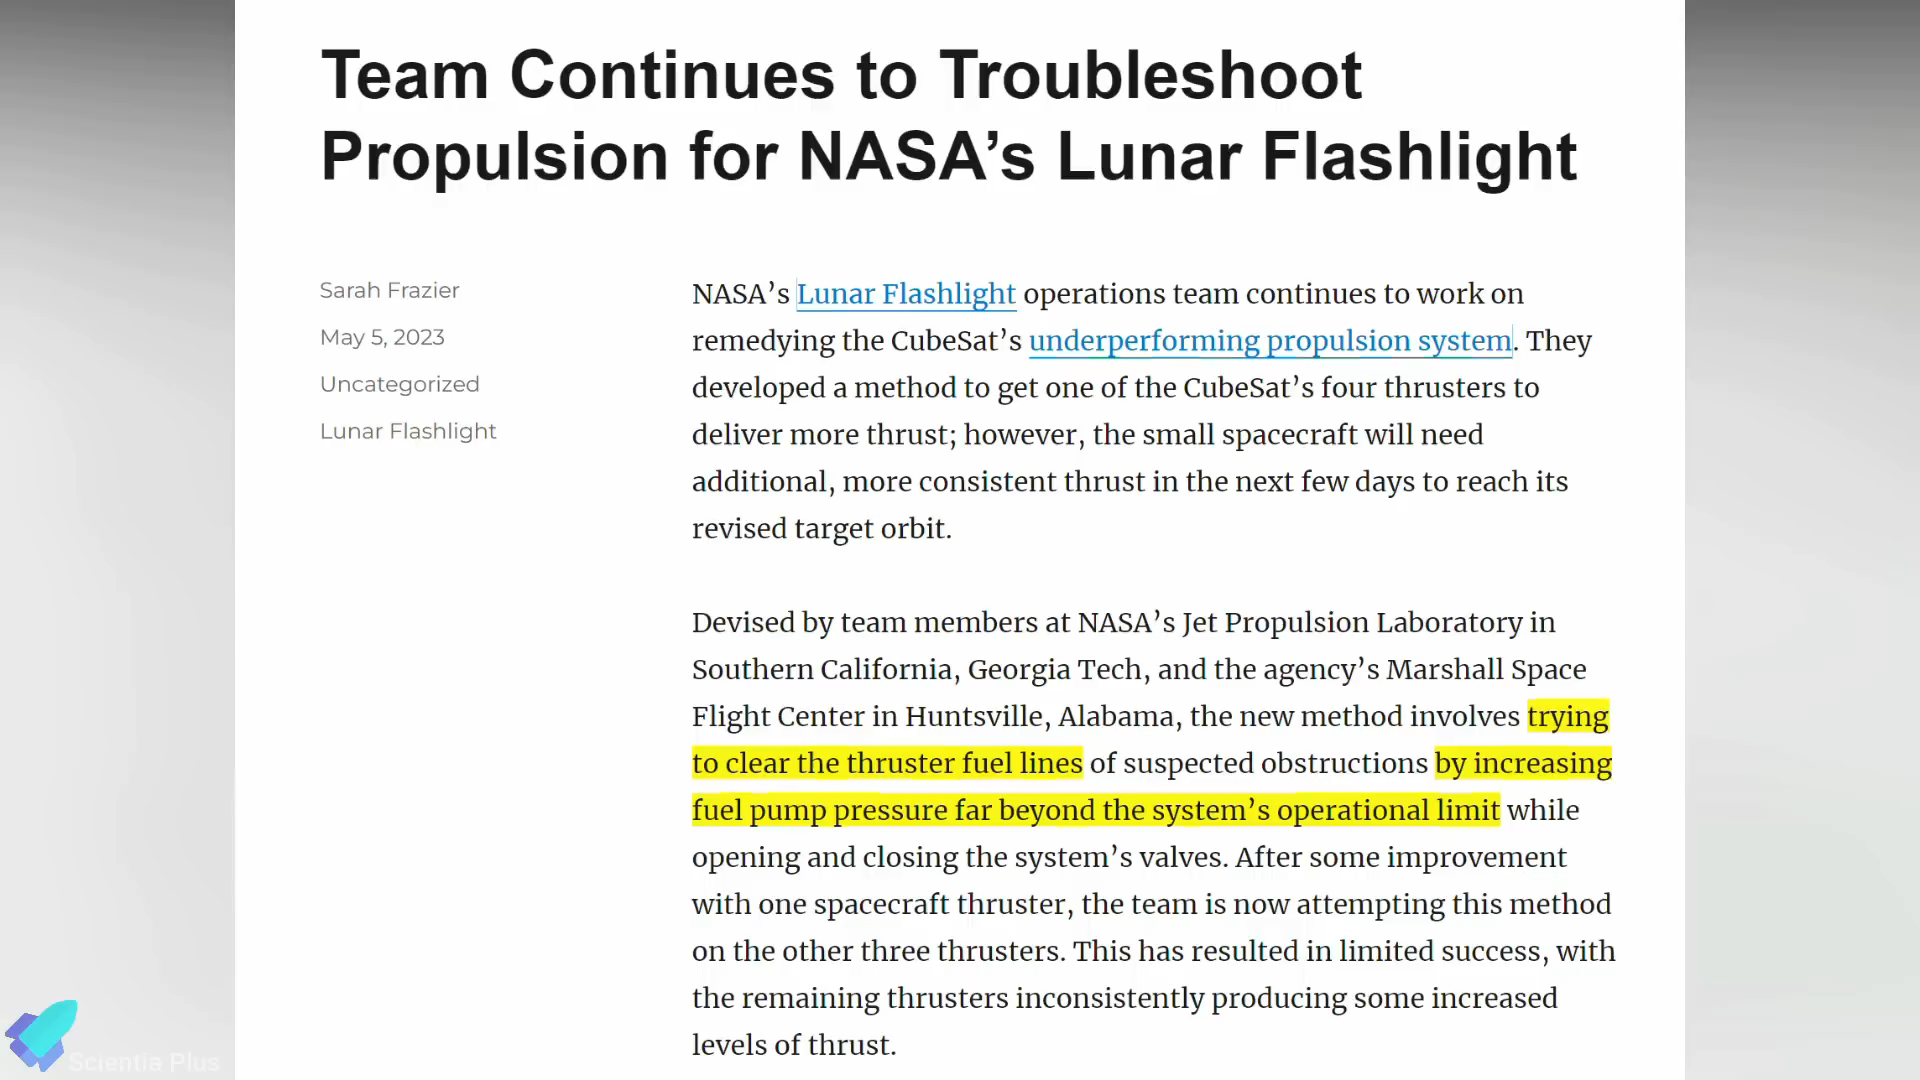 Team Continues to Troubleshoot
Propulsion for NASA’s Lunar Flashlight
Sarah Frazier
May 5, 2023
Uncategorized
Lunar Flashlight
NASA’s Lunar Flashlight operations team continues to work on
remedying the CubeSat’s underperforming propulsion system. They
developed a method to get one of the CubeSat’s four thrusters to
deliver more thrust; however, the small spacecraft will need
additional, more consistent thrust in the next few days to reach its
revised target orbit.
Devised by team members at NASA’s Jet Propulsion Laboratory in
Southern California, Georgia Tech, and the agency’s Marshall Space
Flight Center in Huntsville, Alabama, the new method involves trying
to clear the thruster fuel lines of suspected obstructions by increasing
fuel pump pressure far beyond the system’s operational limit while
opening and closing the system’s valves. After some improvement
with one spacecraft thruster, the team is now attempting this method
on the other three thrusters. This has resulted in limited success, with
the remaining thrusters inconsistently producing some increased
levels of thrust.
Scientia Plus